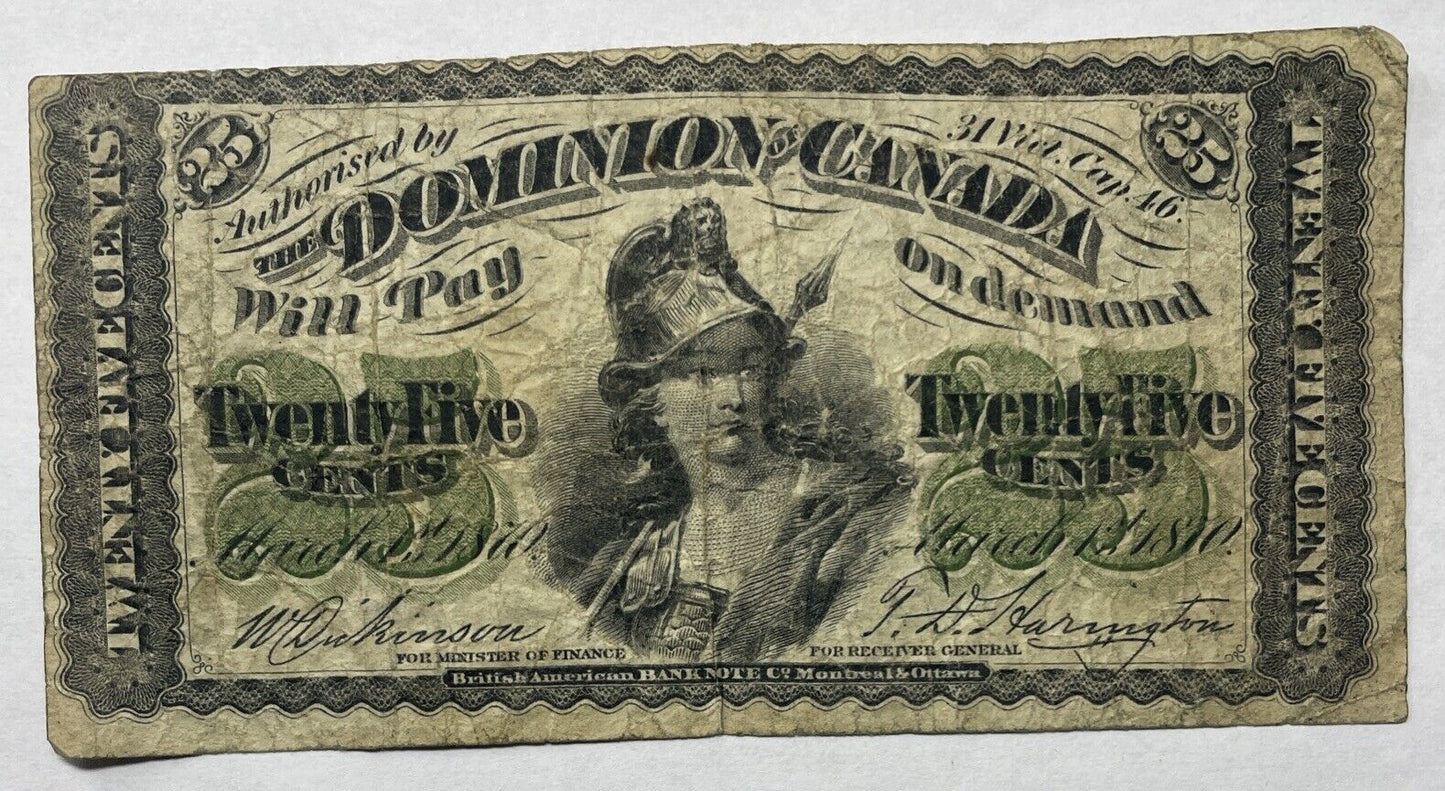 25
25
Authorised by
31 Vict. Cap. 46.
THE DOMINION OF CANADA
Will Pay
on demand
25
Twenty Five
CENTS
March 1st 1870.
25
Twenty Five
CENTS
March 1st 1870.
TWENTY FIVE CENTS
TWENTY FIVE CENTS
W Dickinson
T. D. Harington
FOR MINISTER OF FINANCE
FOR RECEIVER GENERAL
British American BANK NOTE Co. Montreal & Ottawa